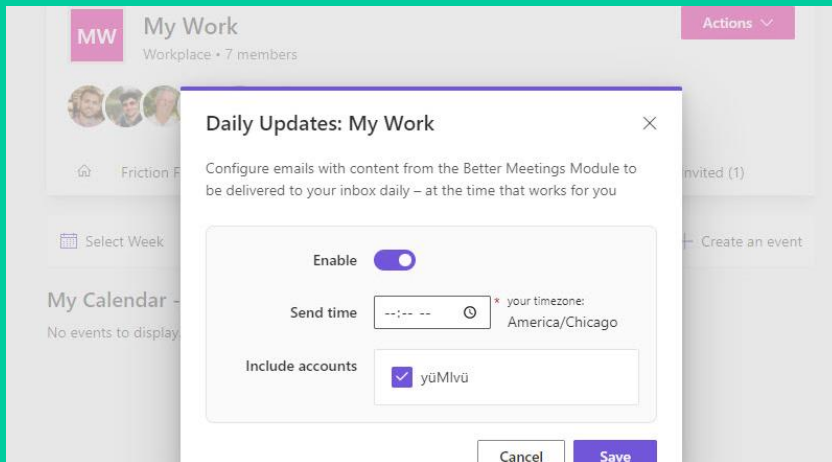 MW
My Work
Workplace • 7 members
Actions
Daily Updates: My Work
Configure emails with content from the Better Meetings Module to
be delivered to your inbox daily – at the time that works for you
Friction F
nvited (1)
Select Week
Create an event
Enable
My Calendar -
Send time
--:-- --
* your timezone:
America/Chicago
No events to display
Include accounts
yüMIvü
Cancel
Save